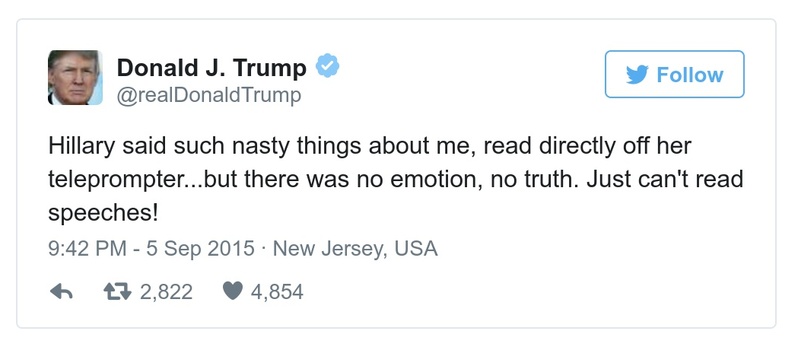 Donald J. Trump
Follow
@realDonaldTrump
Hillary said such nasty things about me, read directly off her
teleprompter...but there was no emotion, no truth. Just can't read
speeches!
9:42 PM - 5 Sep 2015 · New Jersey, USA
2,822 4,854